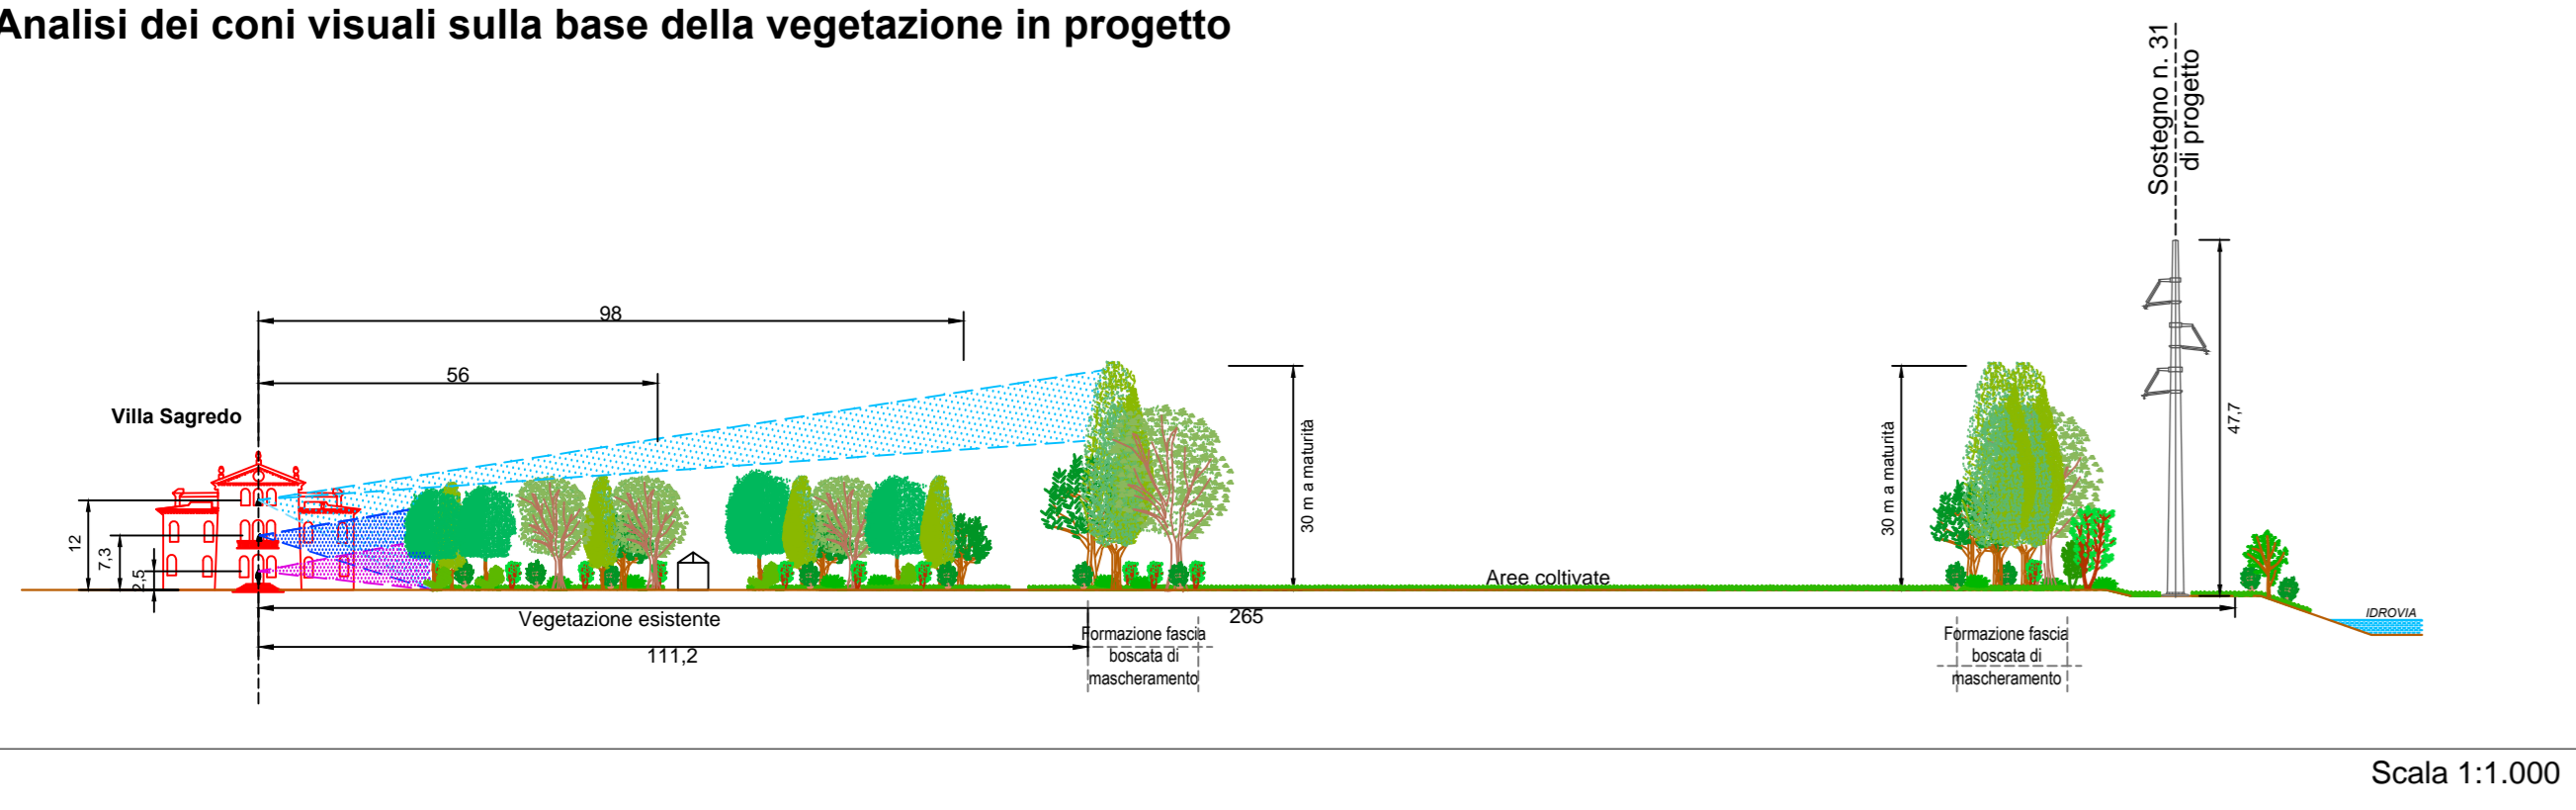 Analisi dei coni visuali sulla base della vegetazione in progetto
Sostegno n. 31
di progetto
98
56
Villa Sagredo
12
7,3
2,5
30 m a maturità
30 m a maturità
47,7
Aree coltivate
IDROVIA
Vegetazione esistente
265
111,2
Formazione fascia
boscata di
mascheramento
Formazione fascia
boscata di
mascheramento
Scala 1:1.000